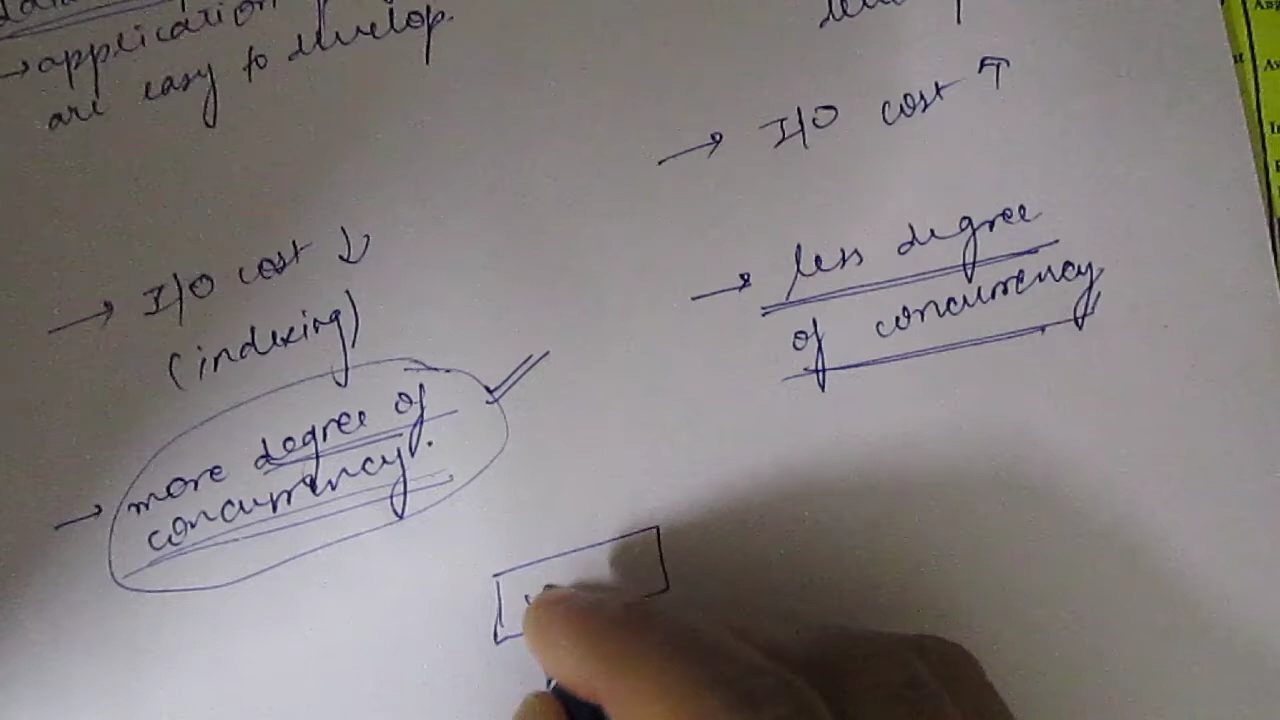 → application
are easy to develop.
→ I/O cost ↓
(indexing)
→ more degree of
concurrency.
→ I/O cost ↑
→ less degree
of concurrency